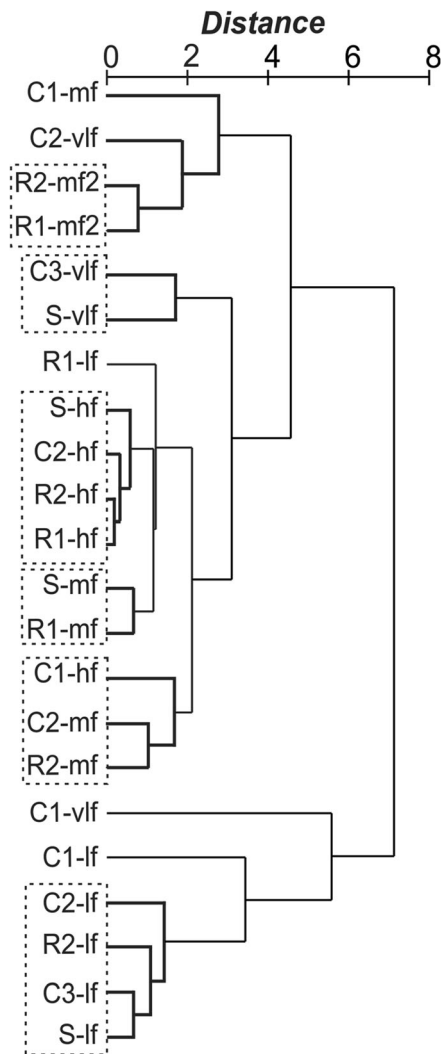 Distance
0 2 4 6 8
C1-mf
C2-vlf
R2-mf2
R1-mf2
C3-vlf
S-vlf
R1-lf
S-hf
C2-hf
R2-hf
R1-hf
S-mf
R1-mf
C1-hf
C2-mf
R2-mf
C1-vlf
C1-lf
C2-lf
R2-lf
C3-lf
S-lf